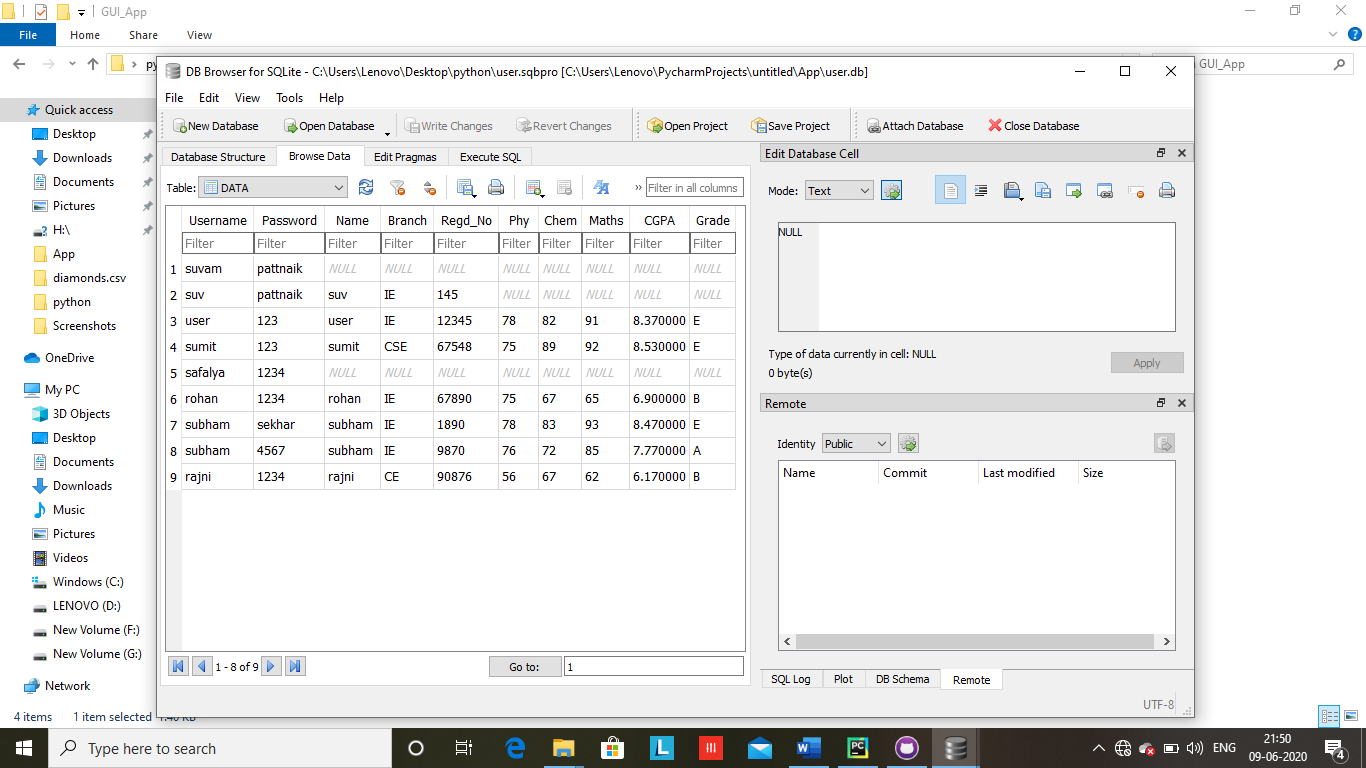 GUI_App
File Home Share View
py
GUI_App
DB Browser for SQLite - C:\Users\Lenovo\Desktop\python\user.sqbpro [C:\Users\Lenovo\PycharmProjects\untitled\App\user.db]
File Edit View Tools Help
New Database Open Database Write Changes Revert Changes Open Project Save Project Attach Database Close Database
Database Structure Browse Data Edit Pragmas Execute SQL
Table: DATA Filter in all columns
Username Password Name Branch Regd_No Phy Chem Maths CGPA Grade
Filter Filter Filter Filter Filter Filter Filter Filter Filter Filter
1 suvam pattnaik NULL NULL NULL NULL NULL NULL NULL NULL
2 suv pattnaik suv IE 145 NULL NULL NULL NULL NULL
3 user 123 user IE 12345 78 82 91 8.370000 E
4 sumit 123 sumit CSE 67548 75 89 92 8.530000 E
5 safalya 1234 NULL NULL NULL NULL NULL NULL NULL NULL
6 rohan 1234 rohan IE 67890 75 67 65 6.900000 B
7 subham sekhar subham IE 1890 78 83 93 8.470000 E
8 subham 4567 subham IE 9870 76 72 85 7.770000 A
9 rajni 1234 rajni CE 90876 56 67 62 6.170000 B
1 - 8 of 9 Go to: 1
Edit Database Cell
Mode: Text
NULL
Type of data currently in cell: NULL
0 byte(s)
Apply
Remote
Identity Public
Name Commit Last modified Size
SQL Log Plot DB Schema Remote
UTF-8
Quick access
Desktop
Downloads
Documents
Pictures
H:\
App
diamonds.csv
python
Screenshots
OneDrive
My PC
3D Objects
Desktop
Documents
Downloads
Music
Pictures
Videos
Windows (C:)
LENOVO (D:)
New Volume (F:)
New Volume (G:)
Network
4 items 1 item selected 1.40 KB
Type here to search
ENG
21:50
09-06-2020
4